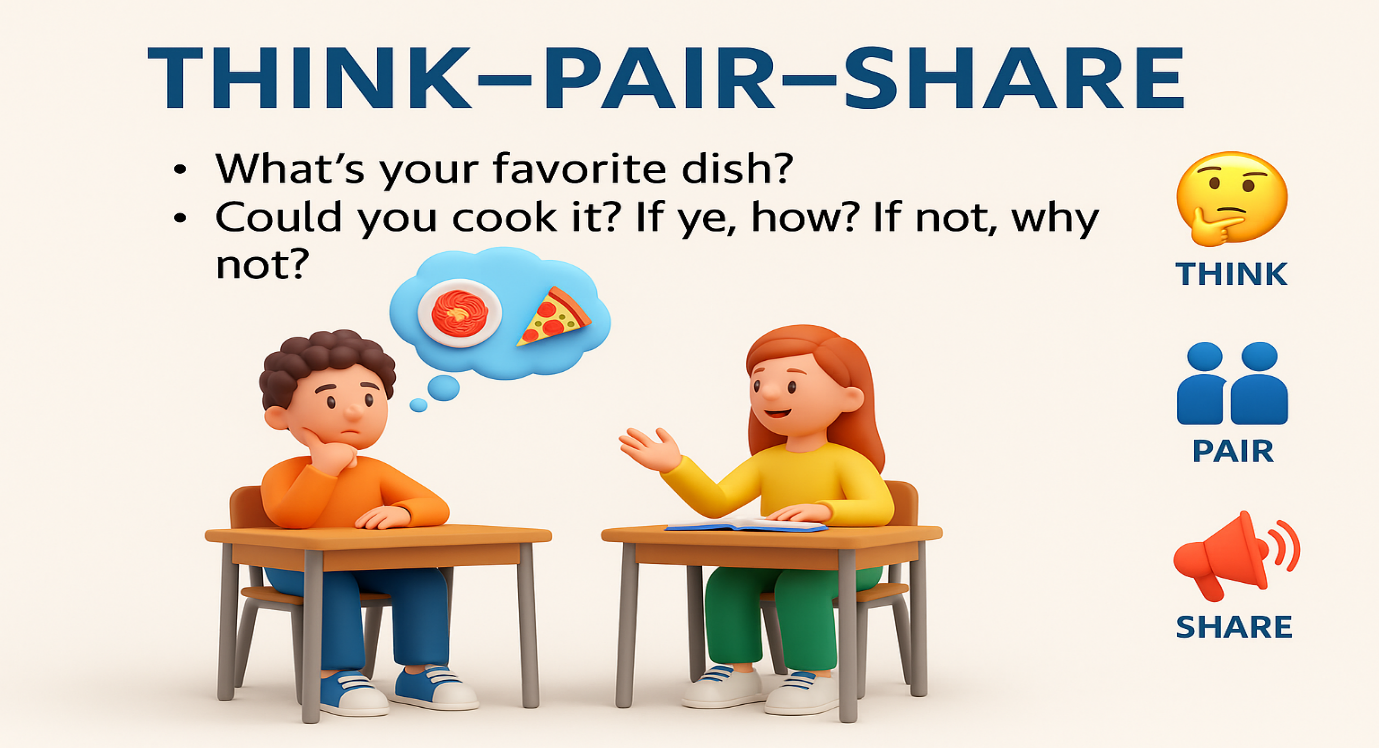 THINK–PAIR–SHARE
• What's your favorite dish?
• Could you cook it? If ye, how? If not, why
not?
THINK
PAIR
SHARE